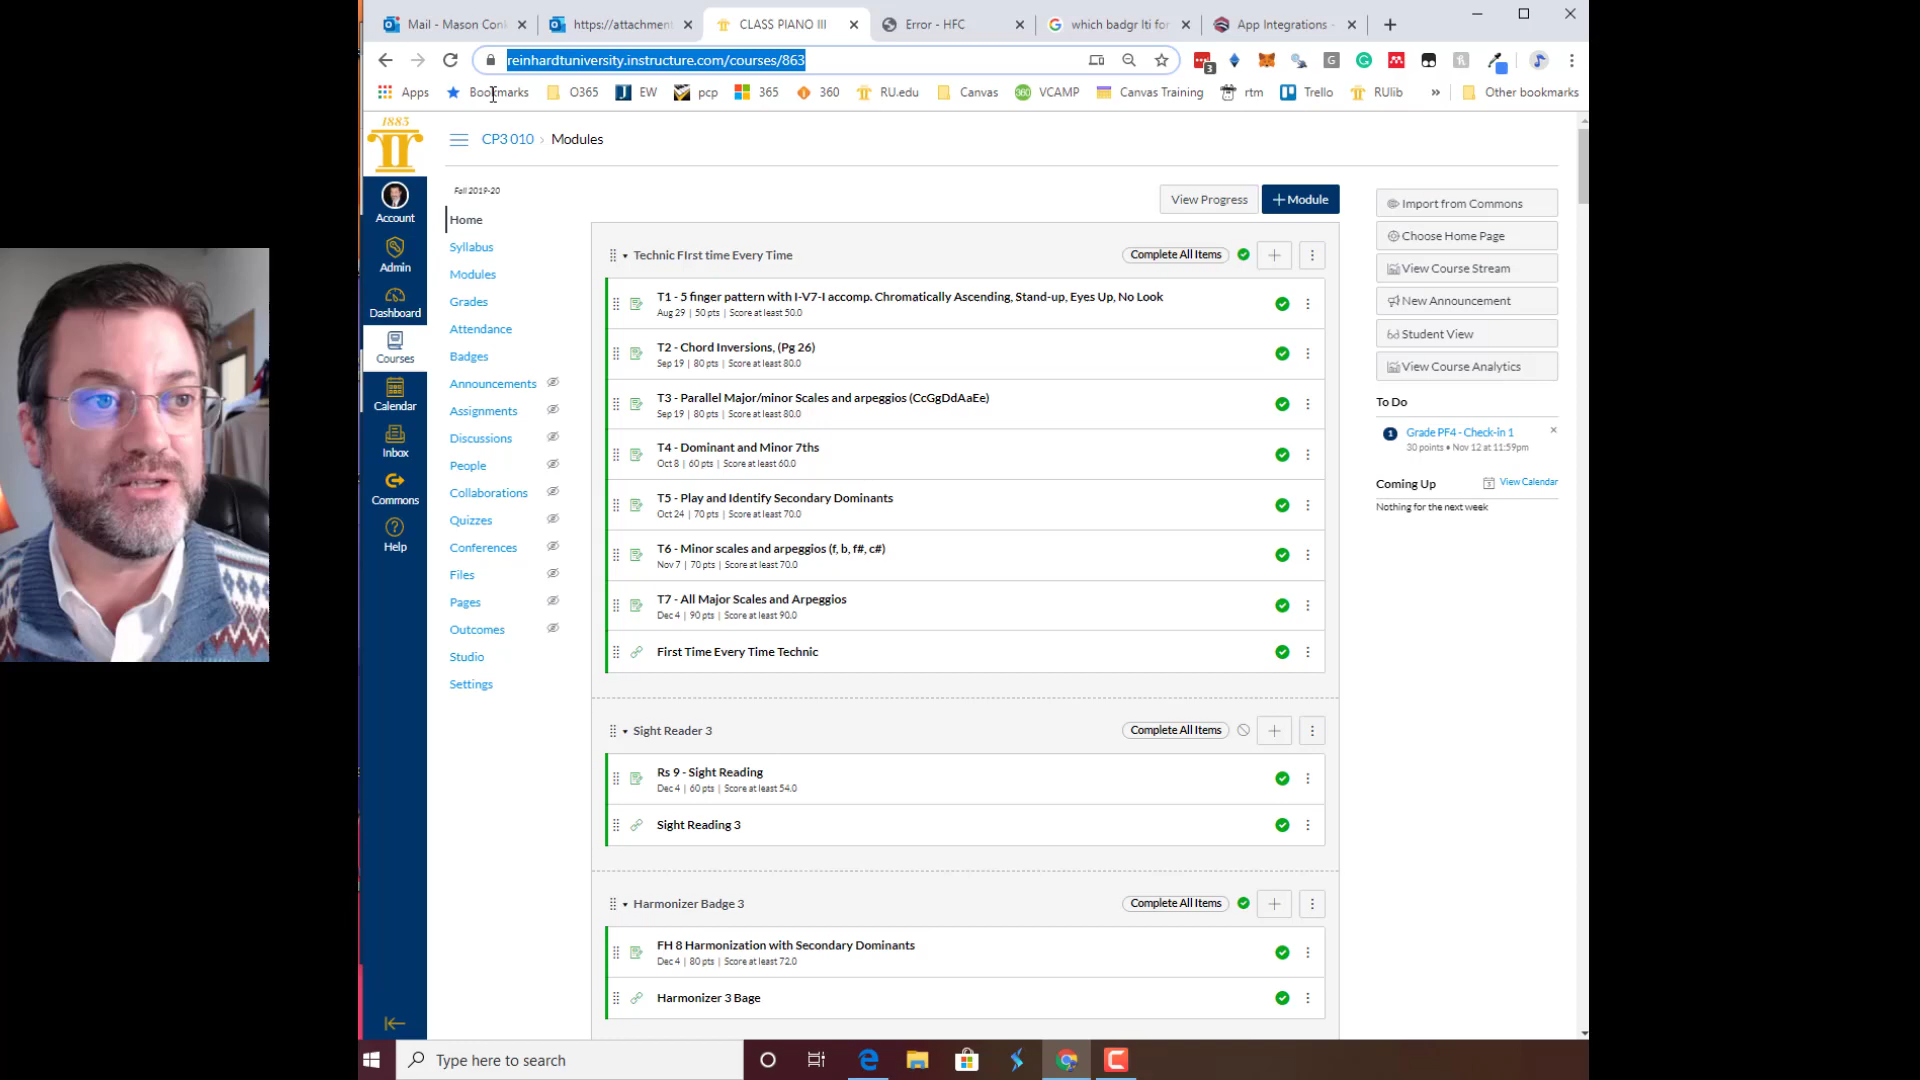 Mail - Mason Con
https://attachment
CLASS PIANO III
Error - HFC
which badgr lti for
App Integrations -
reinhardtuniversity.instructure.com/courses/863
3
Apps
Bookmarks
O365
EW
pcp
365
360
RU.edu
Canvas
VCAMP
Canvas Training
rtm
Trello
RUlib
»
Other bookmarks
1883
CP3 010 › Modules
Account
Admin
Dashboard
Courses
Calendar
Inbox
Commons
Help
Fall 2019-20
Home
Syllabus
Modules
Grades
Attendance
Badges
Announcements
Assignments
Discussions
People
Collaborations
Quizzes
Conferences
Files
Pages
Outcomes
Studio
Settings
View Progress
+ Module
Technic FIrst time Every Time
Complete All Items
T1 - 5 finger pattern with I-V7-I accomp. Chromatically Ascending, Stand-up, Eyes Up, No Look
Aug 29 | 50 pts | Score at least 50.0
T2 - Chord Inversions, (Pg 26)
Sep 19 | 80 pts | Score at least 80.0
T3 - Parallel Major/minor Scales and arpeggios (CcGgDdAaEe)
Sep 19 | 80 pts | Score at least 80.0
T4 - Dominant and Minor 7ths
Oct 8 | 60 pts | Score at least 60.0
T5 - Play and Identify Secondary Dominants
Oct 24 | 70 pts | Score at least 70.0
T6 - Minor scales and arpeggios (f, b, f#, c#)
Nov 7 | 70 pts | Score at least 70.0
T7 - All Major Scales and Arpeggios
Dec 4 | 90 pts | Score at least 90.0
First Time Every Time Technic
Sight Reader 3
Complete All Items
Rs 9 - Sight Reading
Dec 4 | 60 pts | Score at least 54.0
Sight Reading 3
Harmonizer Badge 3
Complete All Items
FH 8 Harmonization with Secondary Dominants
Dec 4 | 80 pts | Score at least 72.0
Harmonizer 3 Bage
Import from Commons
Choose Home Page
View Course Stream
New Announcement
Student View
View Course Analytics
To Do
1
Grade PF4 - Check-in 1
30 points • Nov 12 at 11:59pm
Coming Up
View Calendar
Nothing for the next week
Type here to search